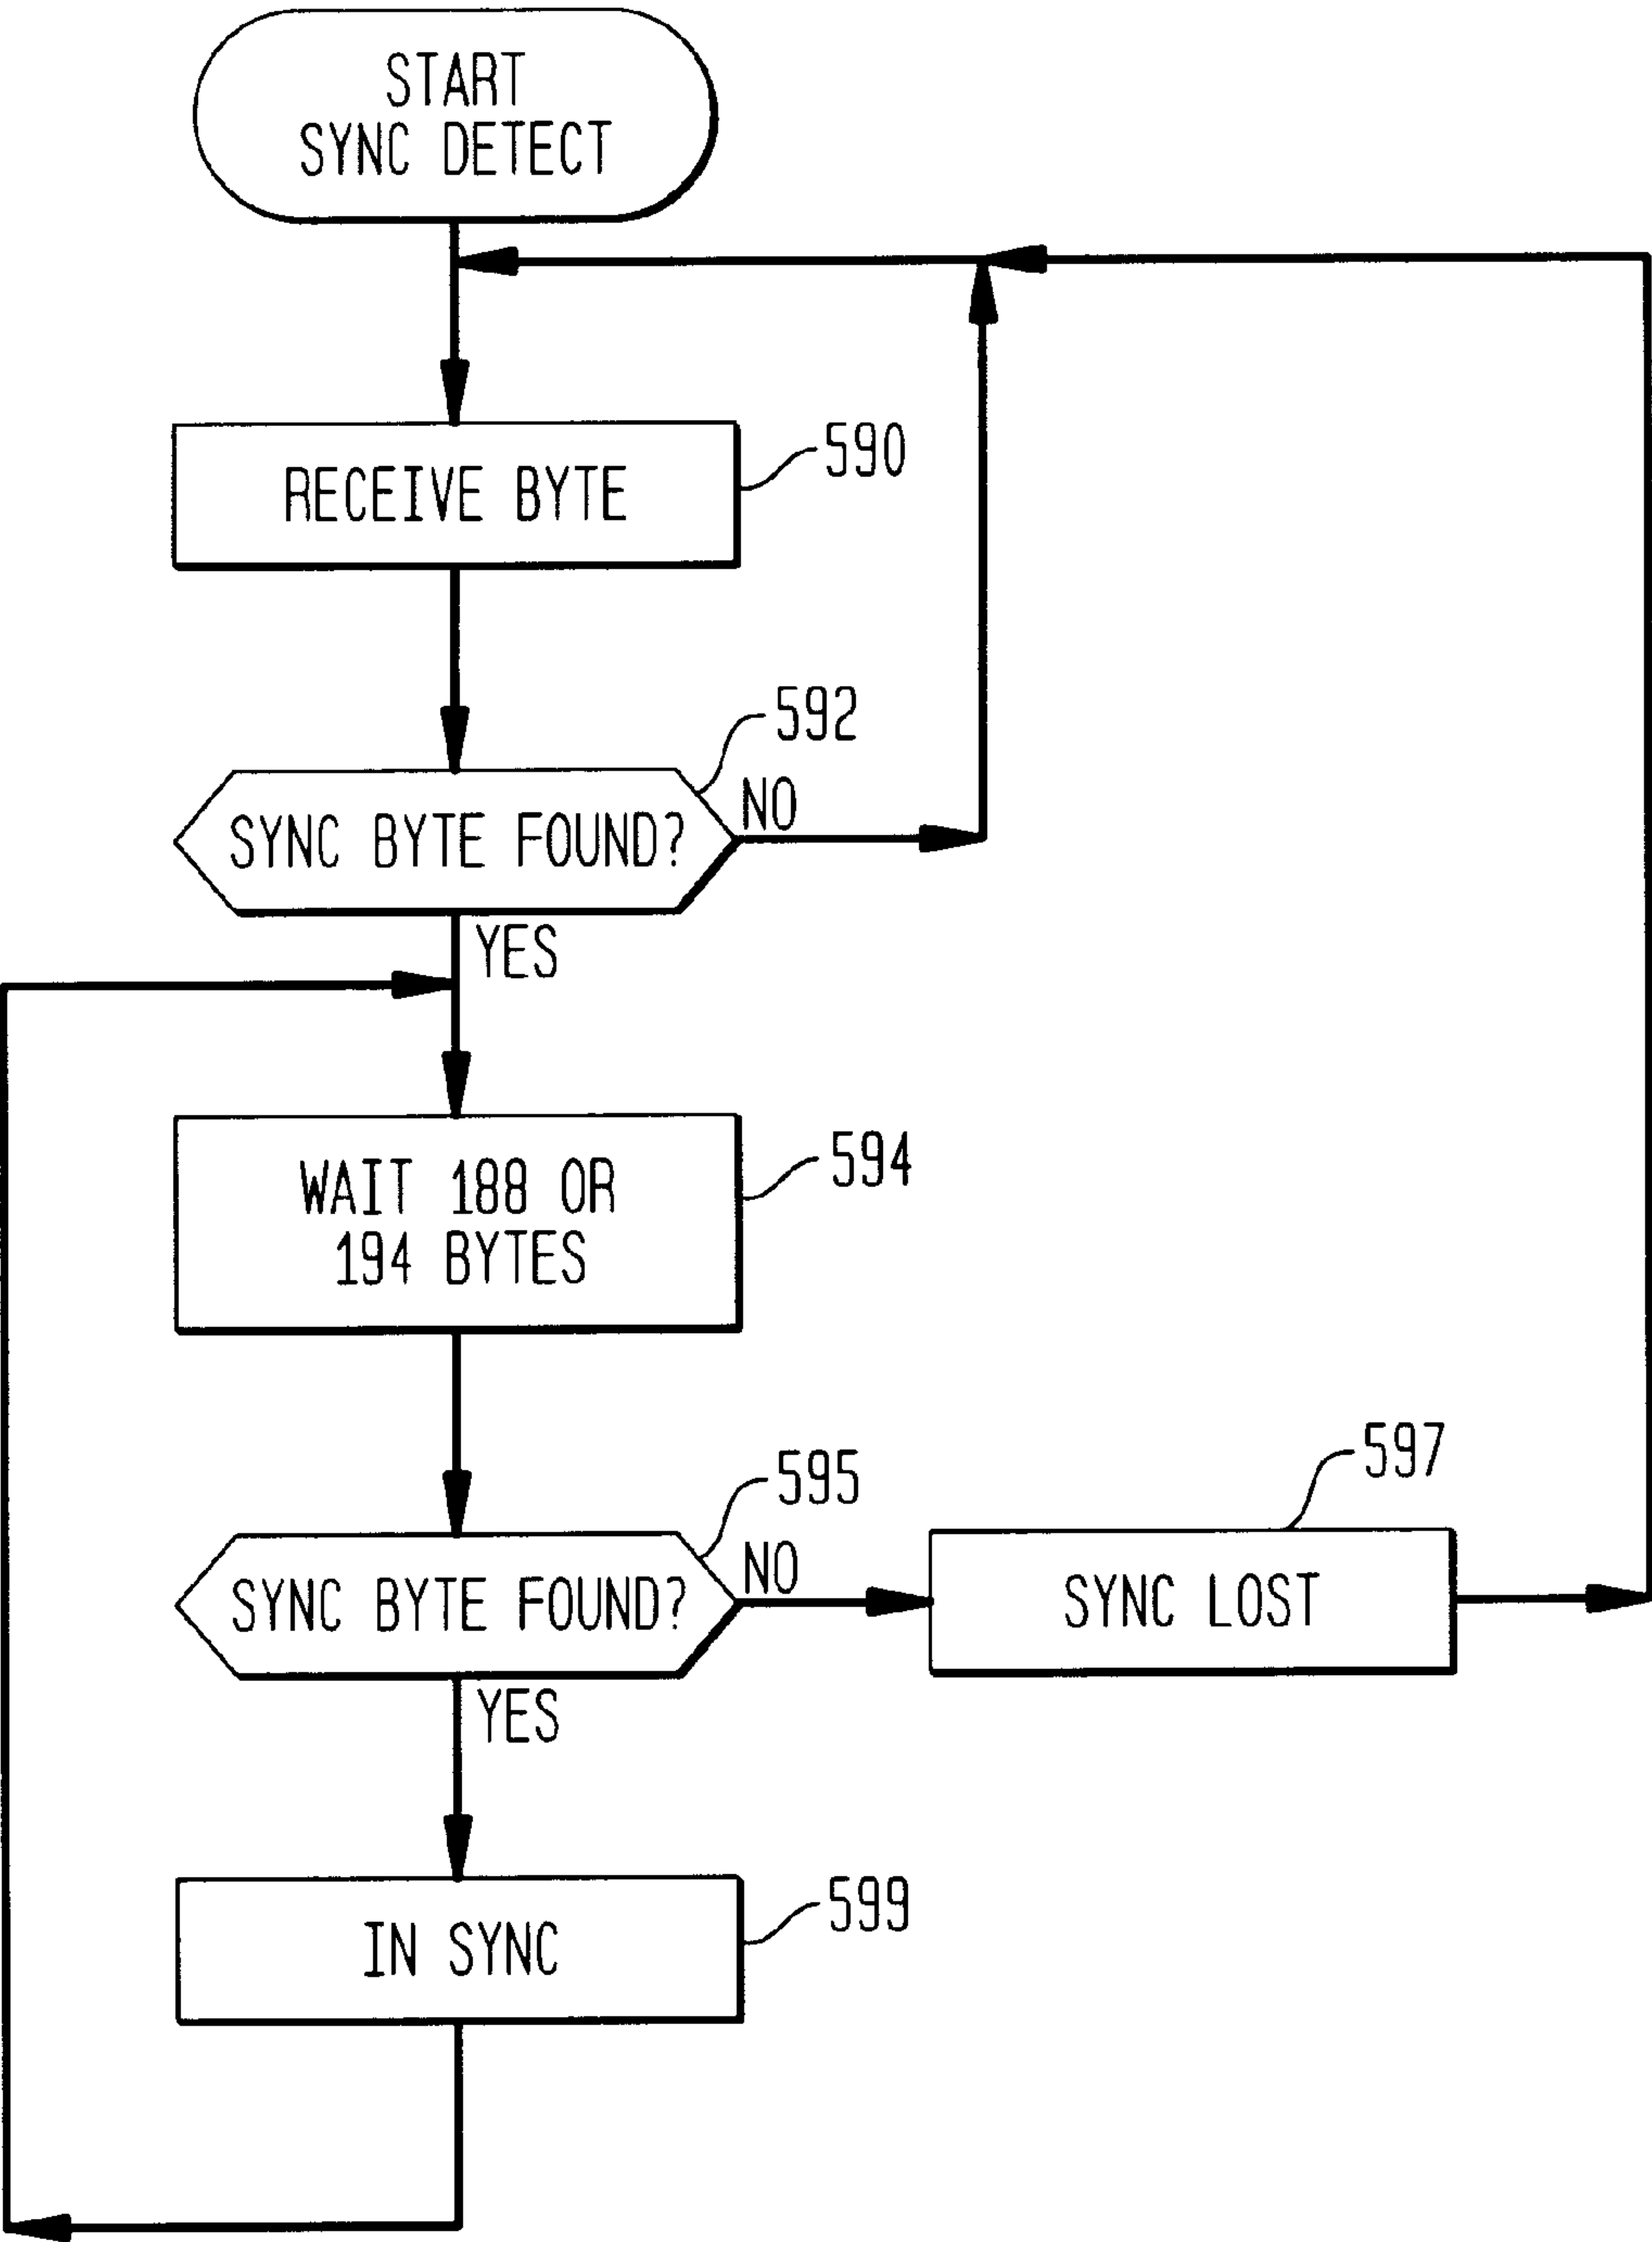 START
SYNC DETECT
RECEIVE BYTE
590
592
SYNC BYTE FOUND?
NO
YES
WAIT 188 OR
194 BYTES
594
595
SYNC BYTE FOUND?
NO
597
SYNC LOST
YES
IN SYNC
599